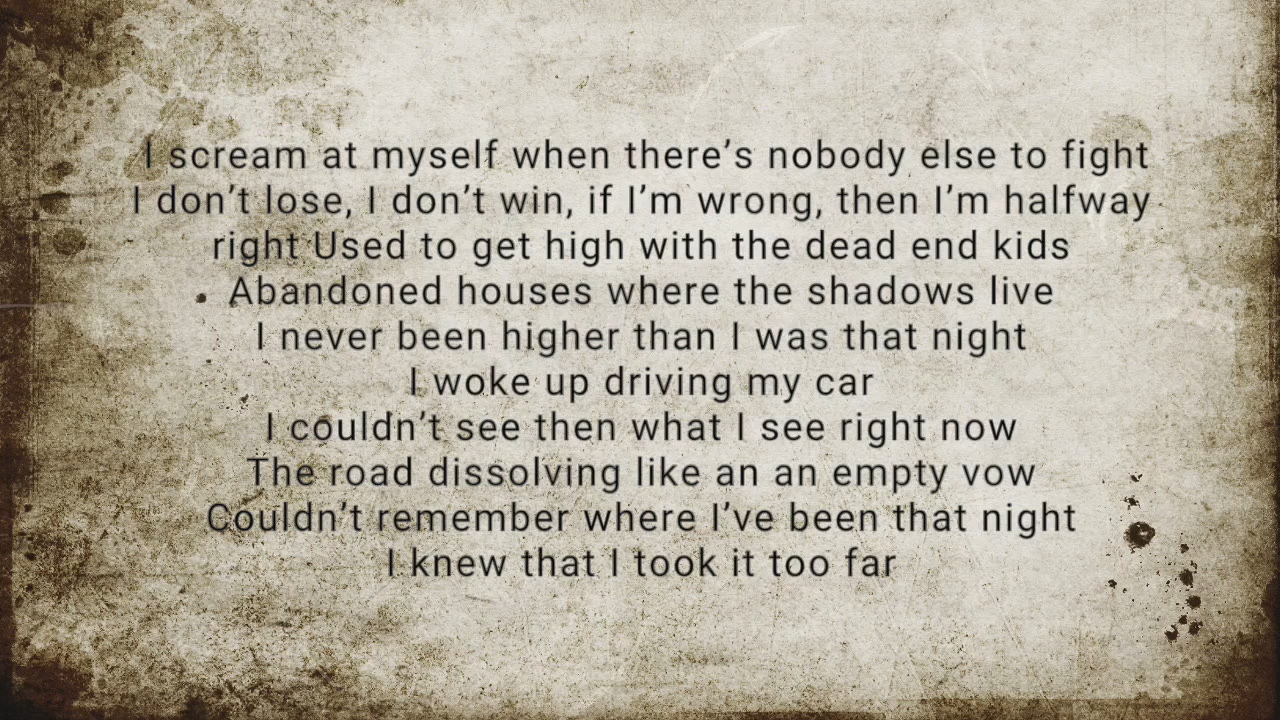 I scream at myself when there’s nobody else to fight
I don’t lose, I don’t win, if I’m wrong, then I’m halfway
right Used to get high with the dead end kids
Abandoned houses where the shadows live
I never been higher than I was that night
I woke up driving my car
I couldn’t see then what I see right now
The road dissolving like an an empty vow
Couldn’t remember where I’ve been that night
I knew that I took it too far